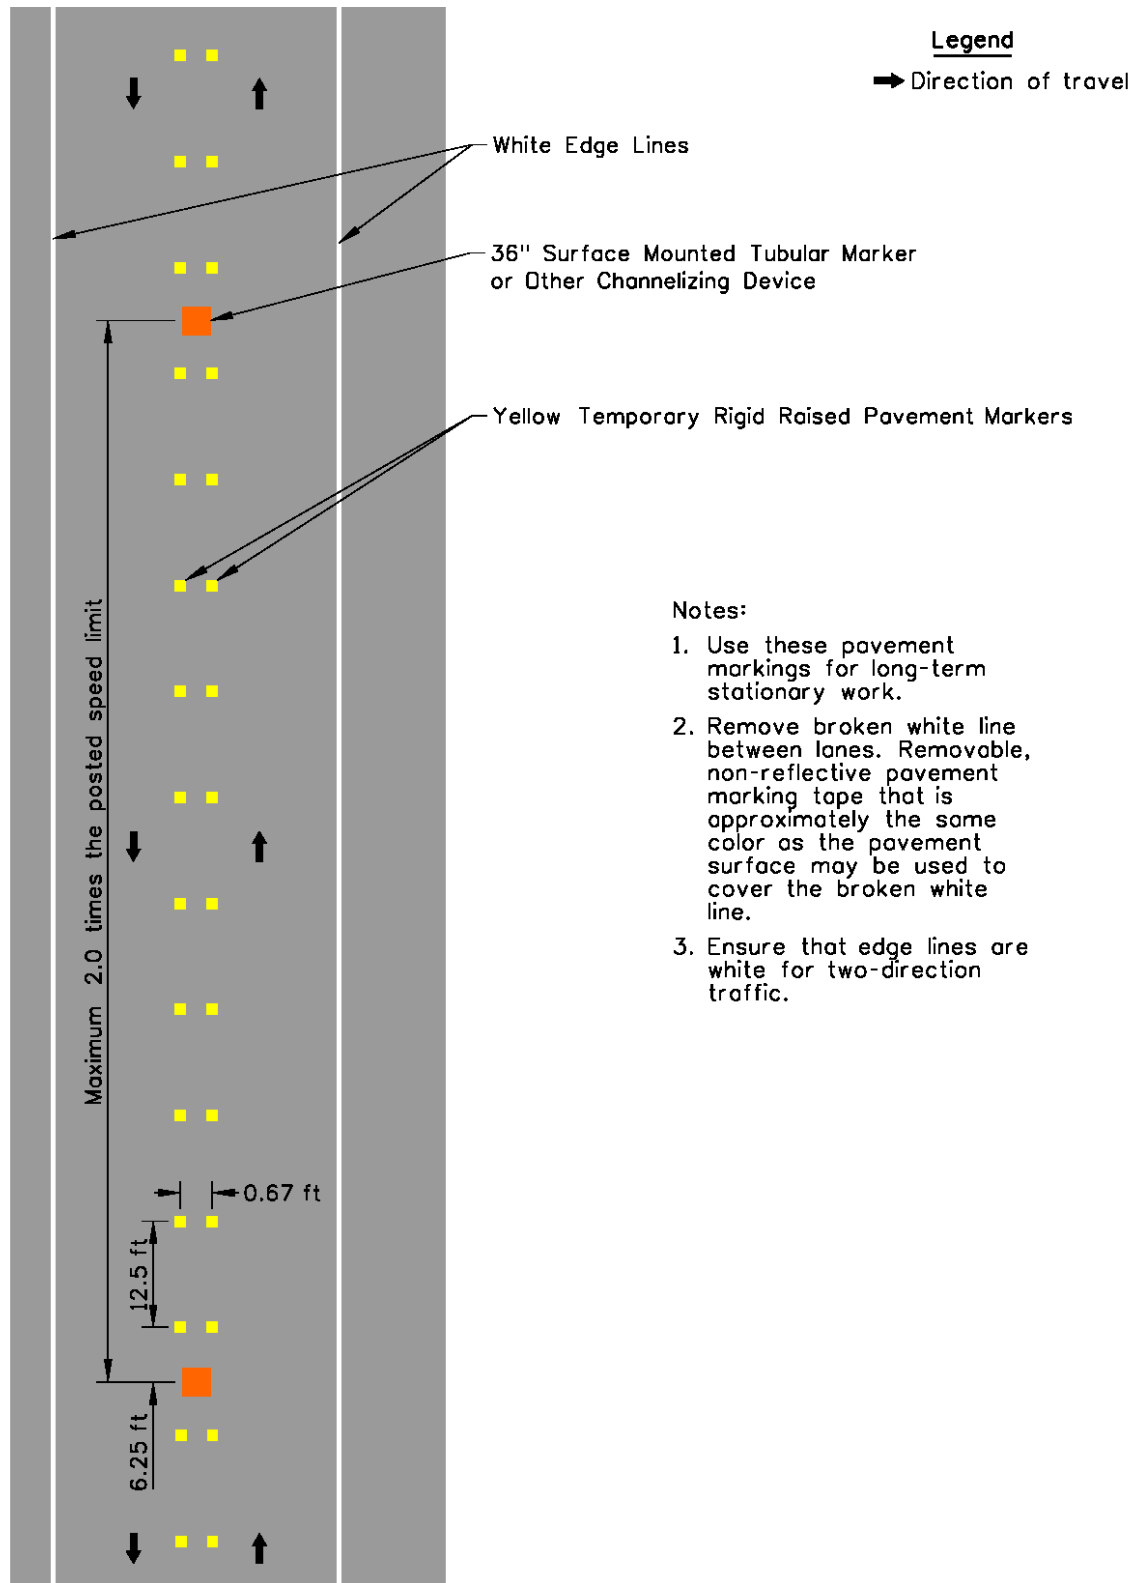 Legend
Direction of travel
White Edge Lines
36" Surface Mounted Tubular Marker
or Other Channelizing Device
Yellow Temporary Rigid Raised Pavement Markers
Maximum 2.0 times the posted speed limit
Notes:
1. Use these pavement
markings for long-term
stationary work.
2. Remove broken white line
between lanes. Removable,
non-reflective pavement
marking tape that is
approximately the same
color as the pavement
surface may be used to
cover the broken white
line.
3. Ensure that edge lines are
white for two-direction
traffic.
0.67 ft
12.5 ft
6.25 ft